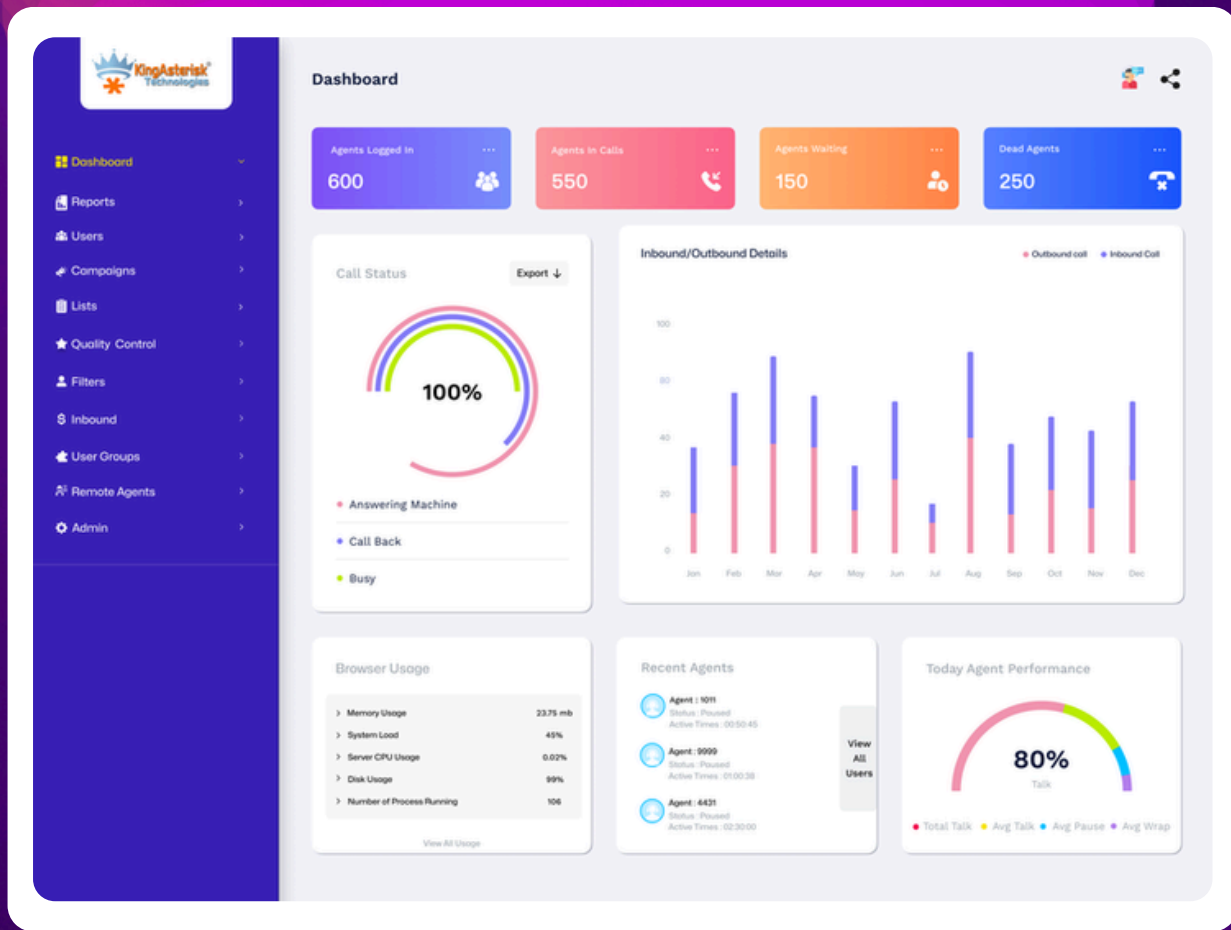 KingAsterisk
Technologies
Dashboard
Dashboard
Reports
Users
Campaigns
Lists
Quality Control
Filters
Inbound
User Groups
Remote Agents
Admin
Agents Logged In ...
600
Agents In Calls ...
550
Agents Waiting ...
150
Dead Agents ...
250
Call Status
Export ↓
100%
Answering Machine
Call Back
Busy
Inbound/Outbound Details
Outbound call Inbound Call
100
80
40
20
0
Jan Feb Mar Apr May Jun Jul Aug Sep Oct Nov Dec
Browser Usage
> Memory Usage 23.75 mb
> System Load 45%
> Server CPU Usage 0.02%
> Disk Usage 99%
> Number of Process Running 106
View All Usage
Recent Agents
Agent : 1011
Status : Paused
Active Times : 00:50:45
Agent : 9999
Status : Paused
Active Times : 01:00:38
Agent : 4431
Status : Paused
Active Times : 02:30:00
View
All
Users
Today Agent Performance
80%
Talk
Total Talk Avg Talk Avg Pause Avg Wrap